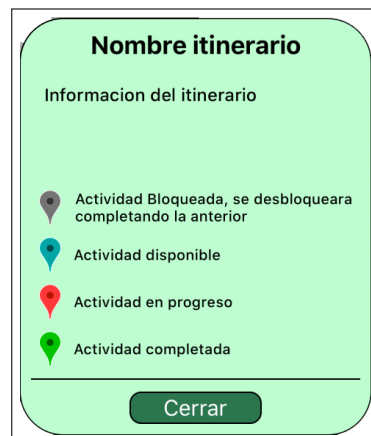 Nombre itinerario
Informacion del itinerario
Actividad Bloqueada, se desbloqueara
completando la anterior
Actividad disponible
Actividad en progreso
Actividad completada
Cerrar